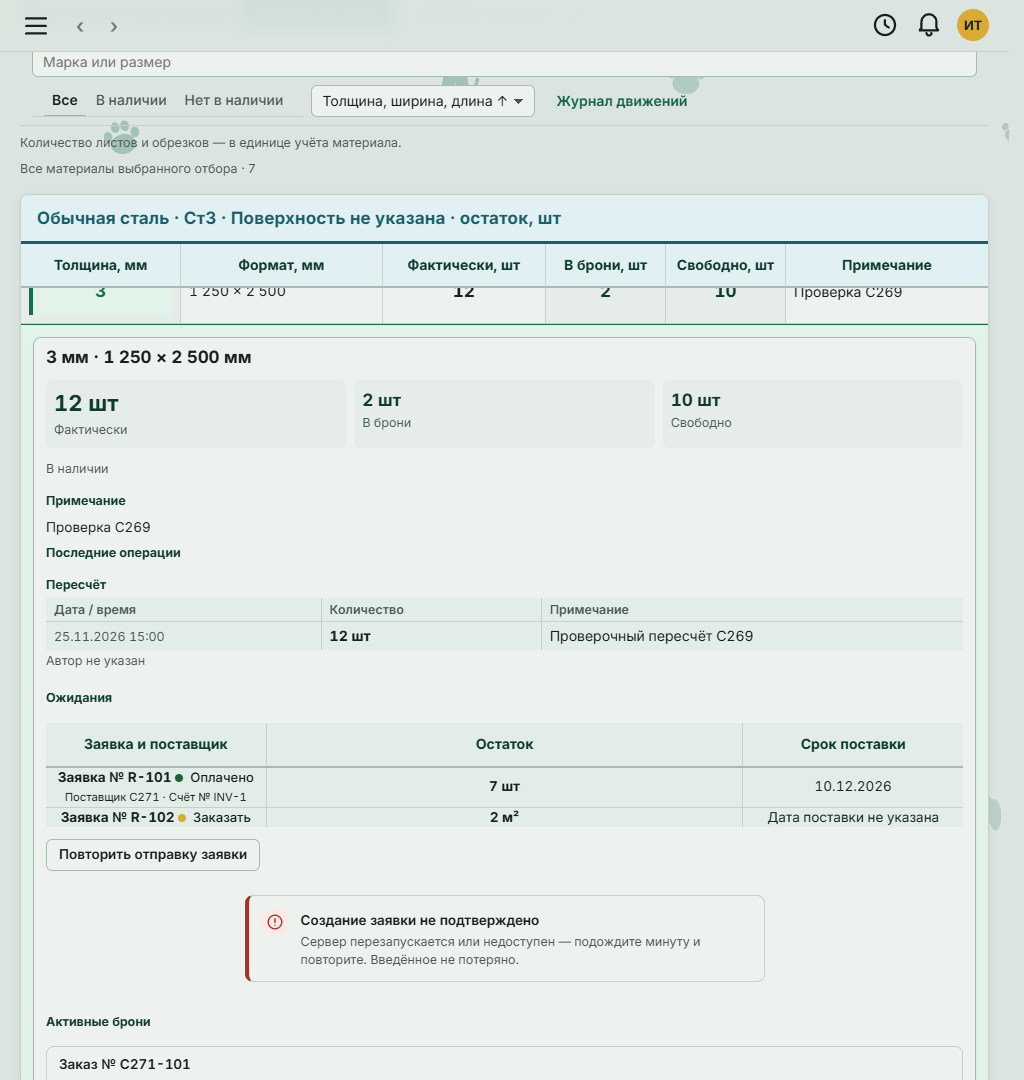 ИТ
Марка или размер
Все В наличии Нет в наличии Толщина, ширина, длина ↑ Журнал движений
Количество листов и обрезков — в единице учёта материала.
Все материалы выбранного отбора · 7
Обычная сталь · Ст3 · Поверхность не указана · остаток, шт
Толщина, мм Формат, мм Фактически, шт В брони, шт Свободно, шт Примечание
3 1 250 × 2 500 12 2 10 Проверка С269
3 мм · 1 250 × 2 500 мм
12 шт 2 шт 10 шт
Фактически В брони Свободно
В наличии
Примечание
Проверка С269
Последние операции
Пересчёт
Дата / время Количество Примечание
25.11.2026 15:00 12 шт Проверочный пересчёт С269
Автор не указан
Ожидания
Заявка и поставщик Остаток Срок поставки
Заявка № R-101 Оплачено 7 шт 10.12.2026
Поставщик С271 · Счёт № INV-1
Заявка № R-102 Заказать 2 м² Дата поставки не указана
Повторить отправку заявки
Создание заявки не подтверждено
Сервер перезапускается или недоступен — подождите минуту и
повторите. Введённое не потеряно.
Активные брони
Заказ № С271-101